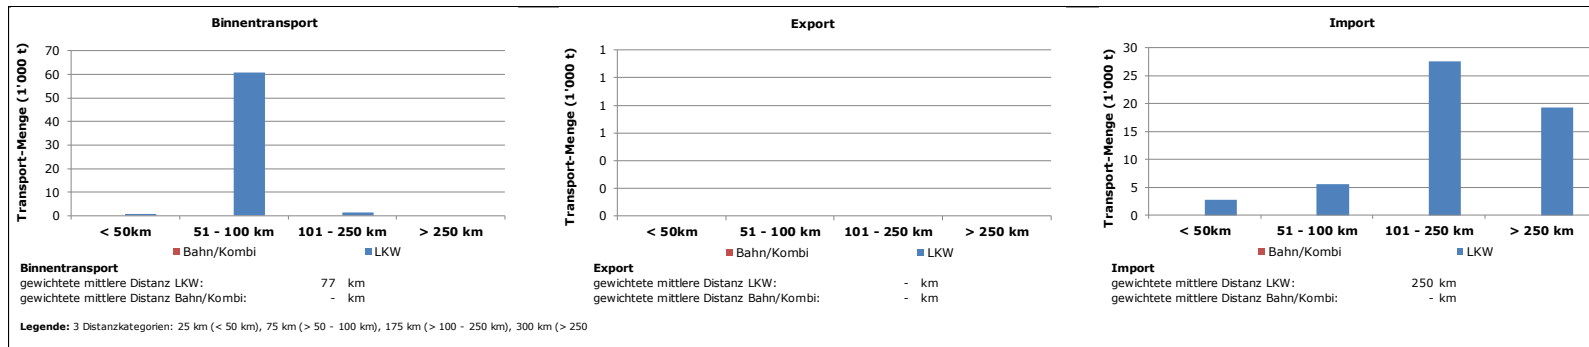 Binnentransport
Transport-Menge (1'000 t)
70
60
50
40
30
20
10
0
< 50km 51 - 100 km 101 - 250 km > 250 km
Bahn/Kombi LKW
Binnentransport
gewichtete mittlere Distanz LKW: 77 km
gewichtete mittlere Distanz Bahn/Kombi: - km
Export
Transport-Menge (1'000 t)
1
1
1
1
0
0
0
< 50km 51 - 100 km 101 - 250 km > 250 km
Bahn/Kombi LKW
Export
gewichtete mittlere Distanz LKW: - km
gewichtete mittlere Distanz Bahn/Kombi: - km
Import
Transport-Menge (1'000 t)
30
25
20
15
10
5
0
< 50km 51 - 100 km 101 - 250 km > 250 km
Bahn/Kombi LKW
Import
gewichtete mittlere Distanz LKW: 250 km
gewichtete mittlere Distanz Bahn/Kombi: - km
Legende: 3 Distanzkategorien: 25 km (< 50 km), 75 km (> 50 - 100 km), 175 km (> 100 - 250 km), 300 km (> 250